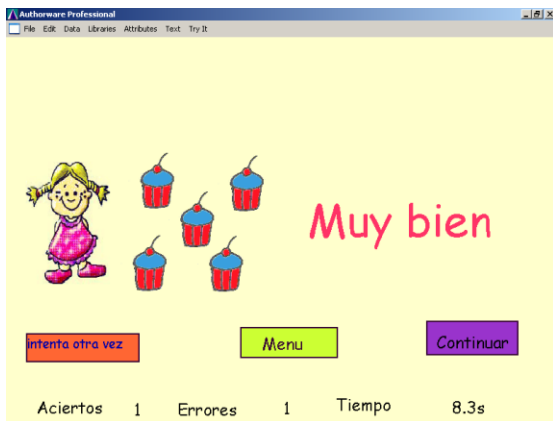 Authorware Professional
File Edit Data Libraries Attributes Text Try It
Muy bien
intenta otra vez
Menu
Continuar
Aciertos 1 Errores 1 Tiempo 8.3s